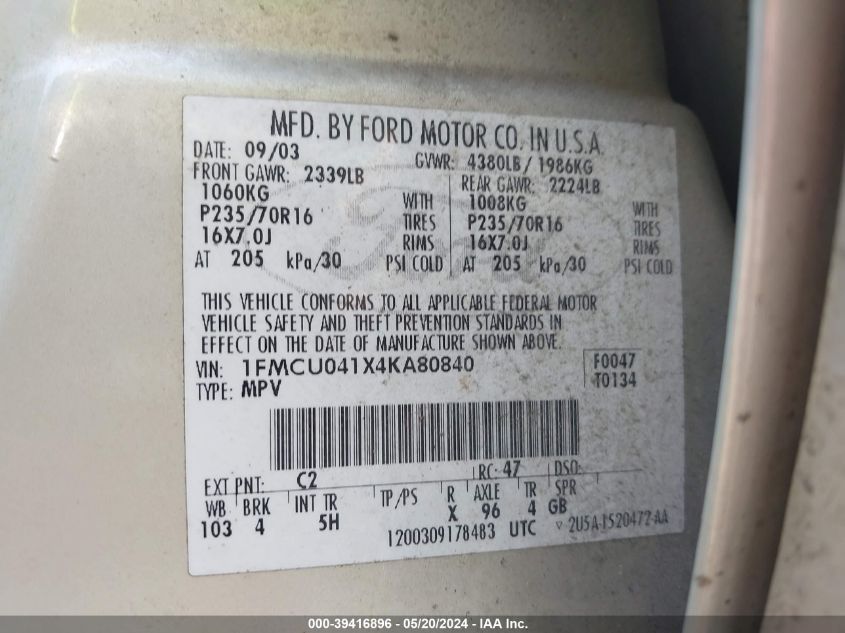 MFD. BY FORD MOTOR CO. IN U.S.A.
DATE: 09/03 GVWR: 4380LB / 1986KG
FRONT GAWR: 2339LB REAR GAWR: 2224LB
1060KG WITH 1008KG WITH
P235/70R16 TIRES P235/70R16 TIRES
16X7.0J RIMS 16X7.0J RIMS
AT 205 kPa/30 PSI COLD AT 205 kPa/30 PSI COLD
THIS VEHICLE CONFORMS TO ALL APPLICABLE FEDERAL MOTOR
VEHICLE SAFETY AND THEFT PREVENTION STANDARDS IN
EFFECT ON THE DATE OF MANUFACTURE SHOWN ABOVE.
VIN: 1FMCU041X4KA80840 F0047
TYPE: MPV T0134
EXT PNT: C2 RC: 47 DSO:
WB BRK INT TR TP/PS R AXLE TR SPR
103 4 5H X 96 4 GB
1200309178483 UTC V 2U5A-1520472-AA
000-39416896 - 05/20/2024 - IAA Inc.